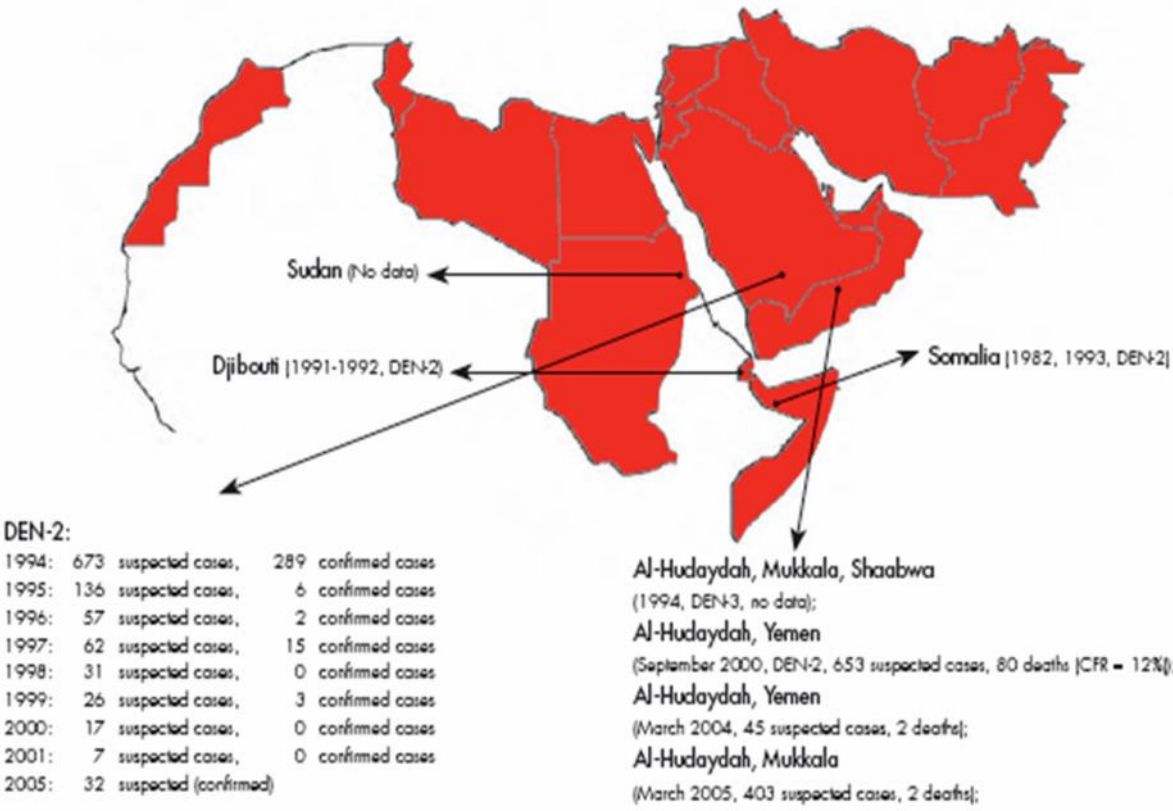 Sudan (No data)
Djibouti (1991-1992, DEN-2)
Somalia (1982, 1993, DEN-2)
DEN-2:
1994: 673 suspected cases, 289 confirmed cases
1995: 136 suspected cases, 6 confirmed cases
1996: 57 suspected cases, 2 confirmed cases
1997: 62 suspected cases, 15 confirmed cases
1998: 31 suspected cases, 0 confirmed cases
1999: 26 suspected cases, 3 confirmed cases
2000: 17 suspected cases, 0 confirmed cases
2001: 7 suspected cases, 0 confirmed cases
2005: 32 suspected (confirmed)
Al-Hudaydah, Mukkala, Shaabwa
(1994, DEN-3, no data);
Al-Hudaydah, Yemen
(September 2000, DEN-2, 653 suspected cases, 80 deaths (CFR = 12%));
Al-Hudaydah, Yemen
(March 2004, 45 suspected cases, 2 deaths);
Al-Hudaydah, Mukkala
(March 2005, 403 suspected cases, 2 deaths);